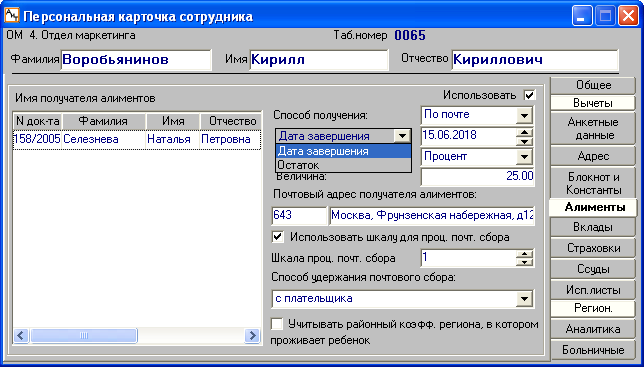 Персональная карточка сотрудника
ОМ 4. Отдел маркетинга Таб.номер 0065
Фамилия Воробьянинов Имя Кирилл Отчество Кириллович
Имя получателя алиментов
N док-та Фамилия Имя Отчество
158/2005 Селезнева Наталья Петровна
Использовать
Способ получения: По почте
Дата завершения 15.06.2018
Дата завершения Процент
Остаток
Величина: 25.00
Почтовый адрес получателя алиментов:
643 Москва, Фрунзенская набережная, д12
Использовать шкалу для проц. почт. сбора
Шкала проц. почт. сбора 1
Способ удержания почтового сбора:
с плательщика
Учитывать районный коэфф. региона, в котором
проживает ребенок
Общее
Вычеты
Анкетные
данные
Адрес
Блокнот и
Константы
Алименты
Вклады
Страховки
Ссуды
Исп.листы
Регион.
Аналитика
Больничные